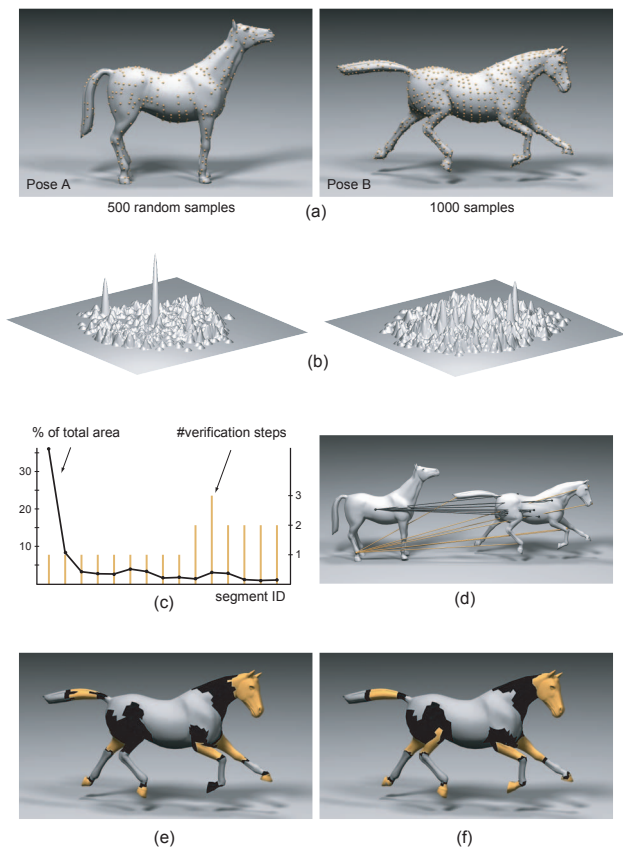 Pose A
Pose B
500 random samples
1000 samples
(a)
(b)
% of total area
#verification steps
30
20
10
3
2
1
segment ID
(c)
(d)
(e)
(f)